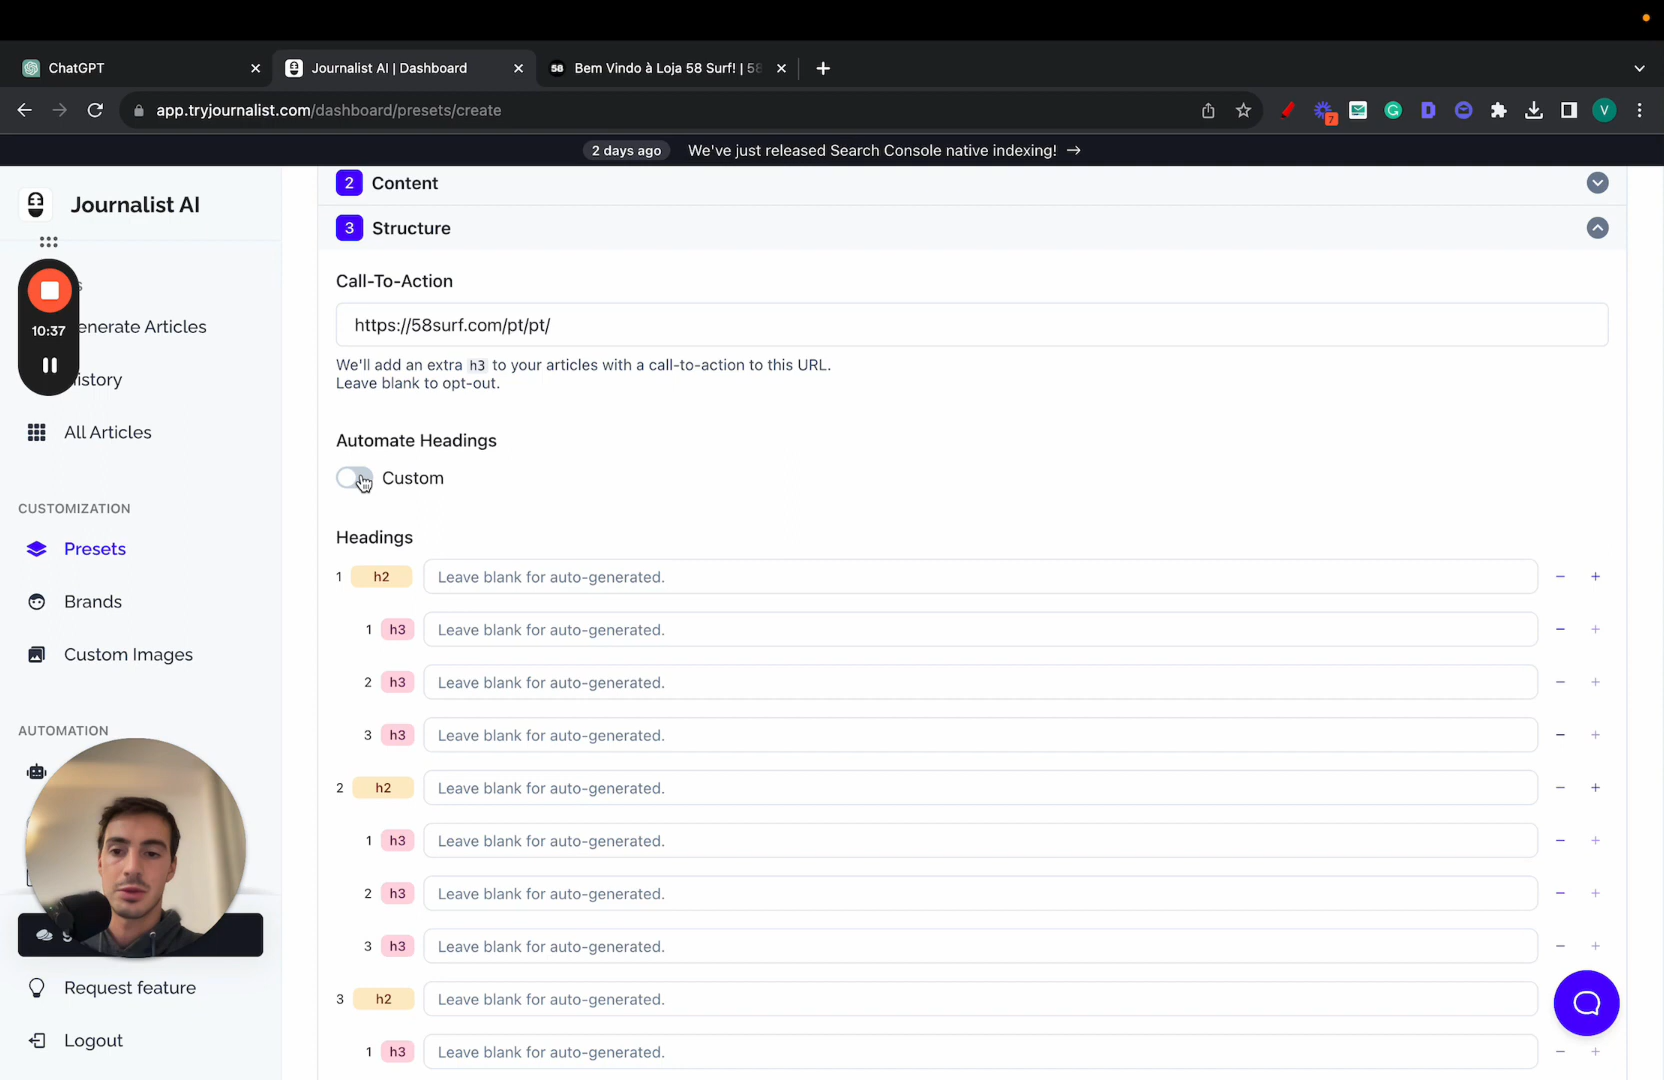 ChatGPT
Journalist AI | Dashboard
58 Bem Vindo à Loja 58 Surf! | 58
app.tryjournalist.com/dashboard/presets/create
7
V
2 days ago We've just released Search Console native indexing! →
Journalist AI
10:37
enerate Articles
istory
All Articles
CUSTOMIZATION
Presets
Brands
Custom Images
AUTOMATION
Request feature
Logout
2 Content
3 Structure
Call-To-Action
https://58surf.com/pt/pt/
We'll add an extra h3 to your articles with a call-to-action to this URL.
Leave blank to opt-out.
Automate Headings
Custom
Headings
1 h2 Leave blank for auto-generated. - +
1 h3 Leave blank for auto-generated. - +
2 h3 Leave blank for auto-generated. - +
3 h3 Leave blank for auto-generated. - +
2 h2 Leave blank for auto-generated. - +
1 h3 Leave blank for auto-generated. - +
2 h3 Leave blank for auto-generated. - +
3 h3 Leave blank for auto-generated. - +
3 h2 Leave blank for auto-generated.
1 h3 Leave blank for auto-generated. - +